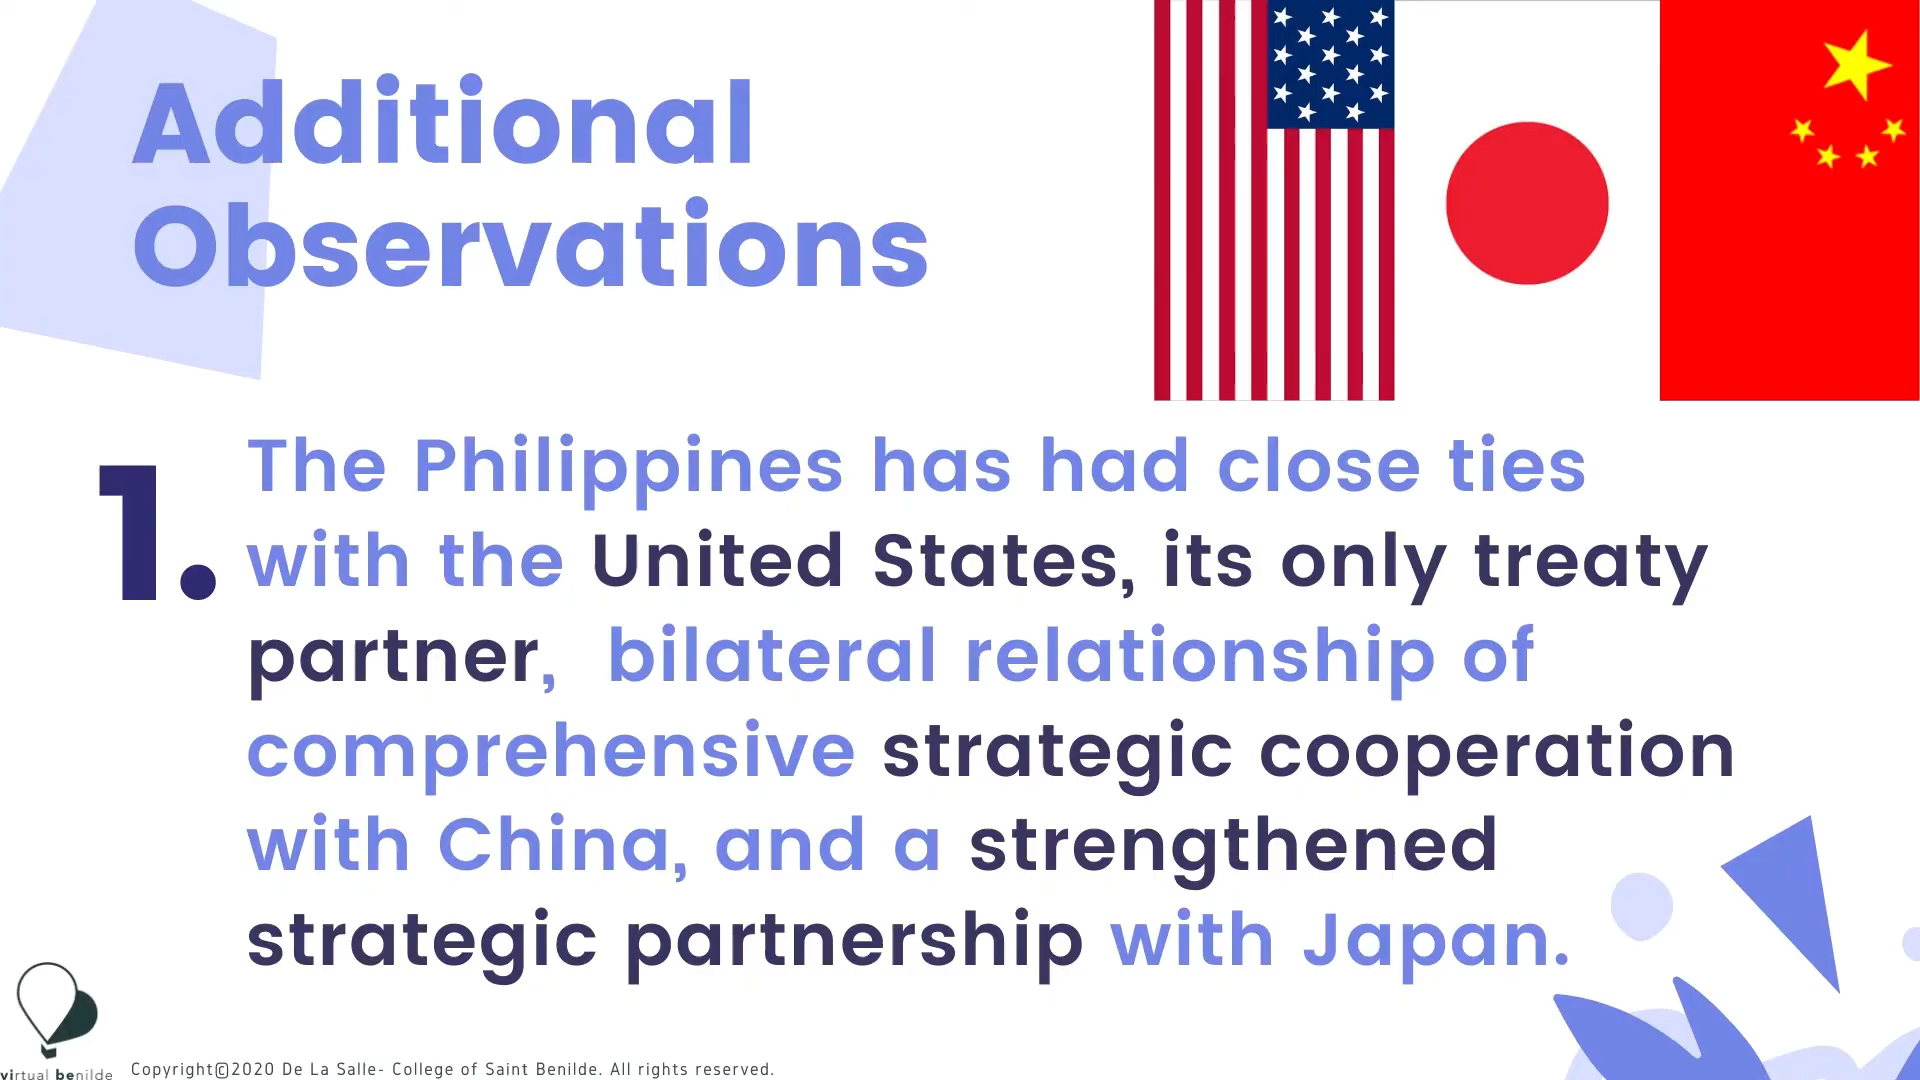 Additional
Observations
1.
The Philippines has had close ties
with the United States, its only treaty
partner,  bilateral relationship of
comprehensive strategic cooperation
with China, and a strengthened
strategic partnership with Japan.
virtual benilde
Copyright©2020 De La Salle- College of Saint Benilde. All rights reserved.